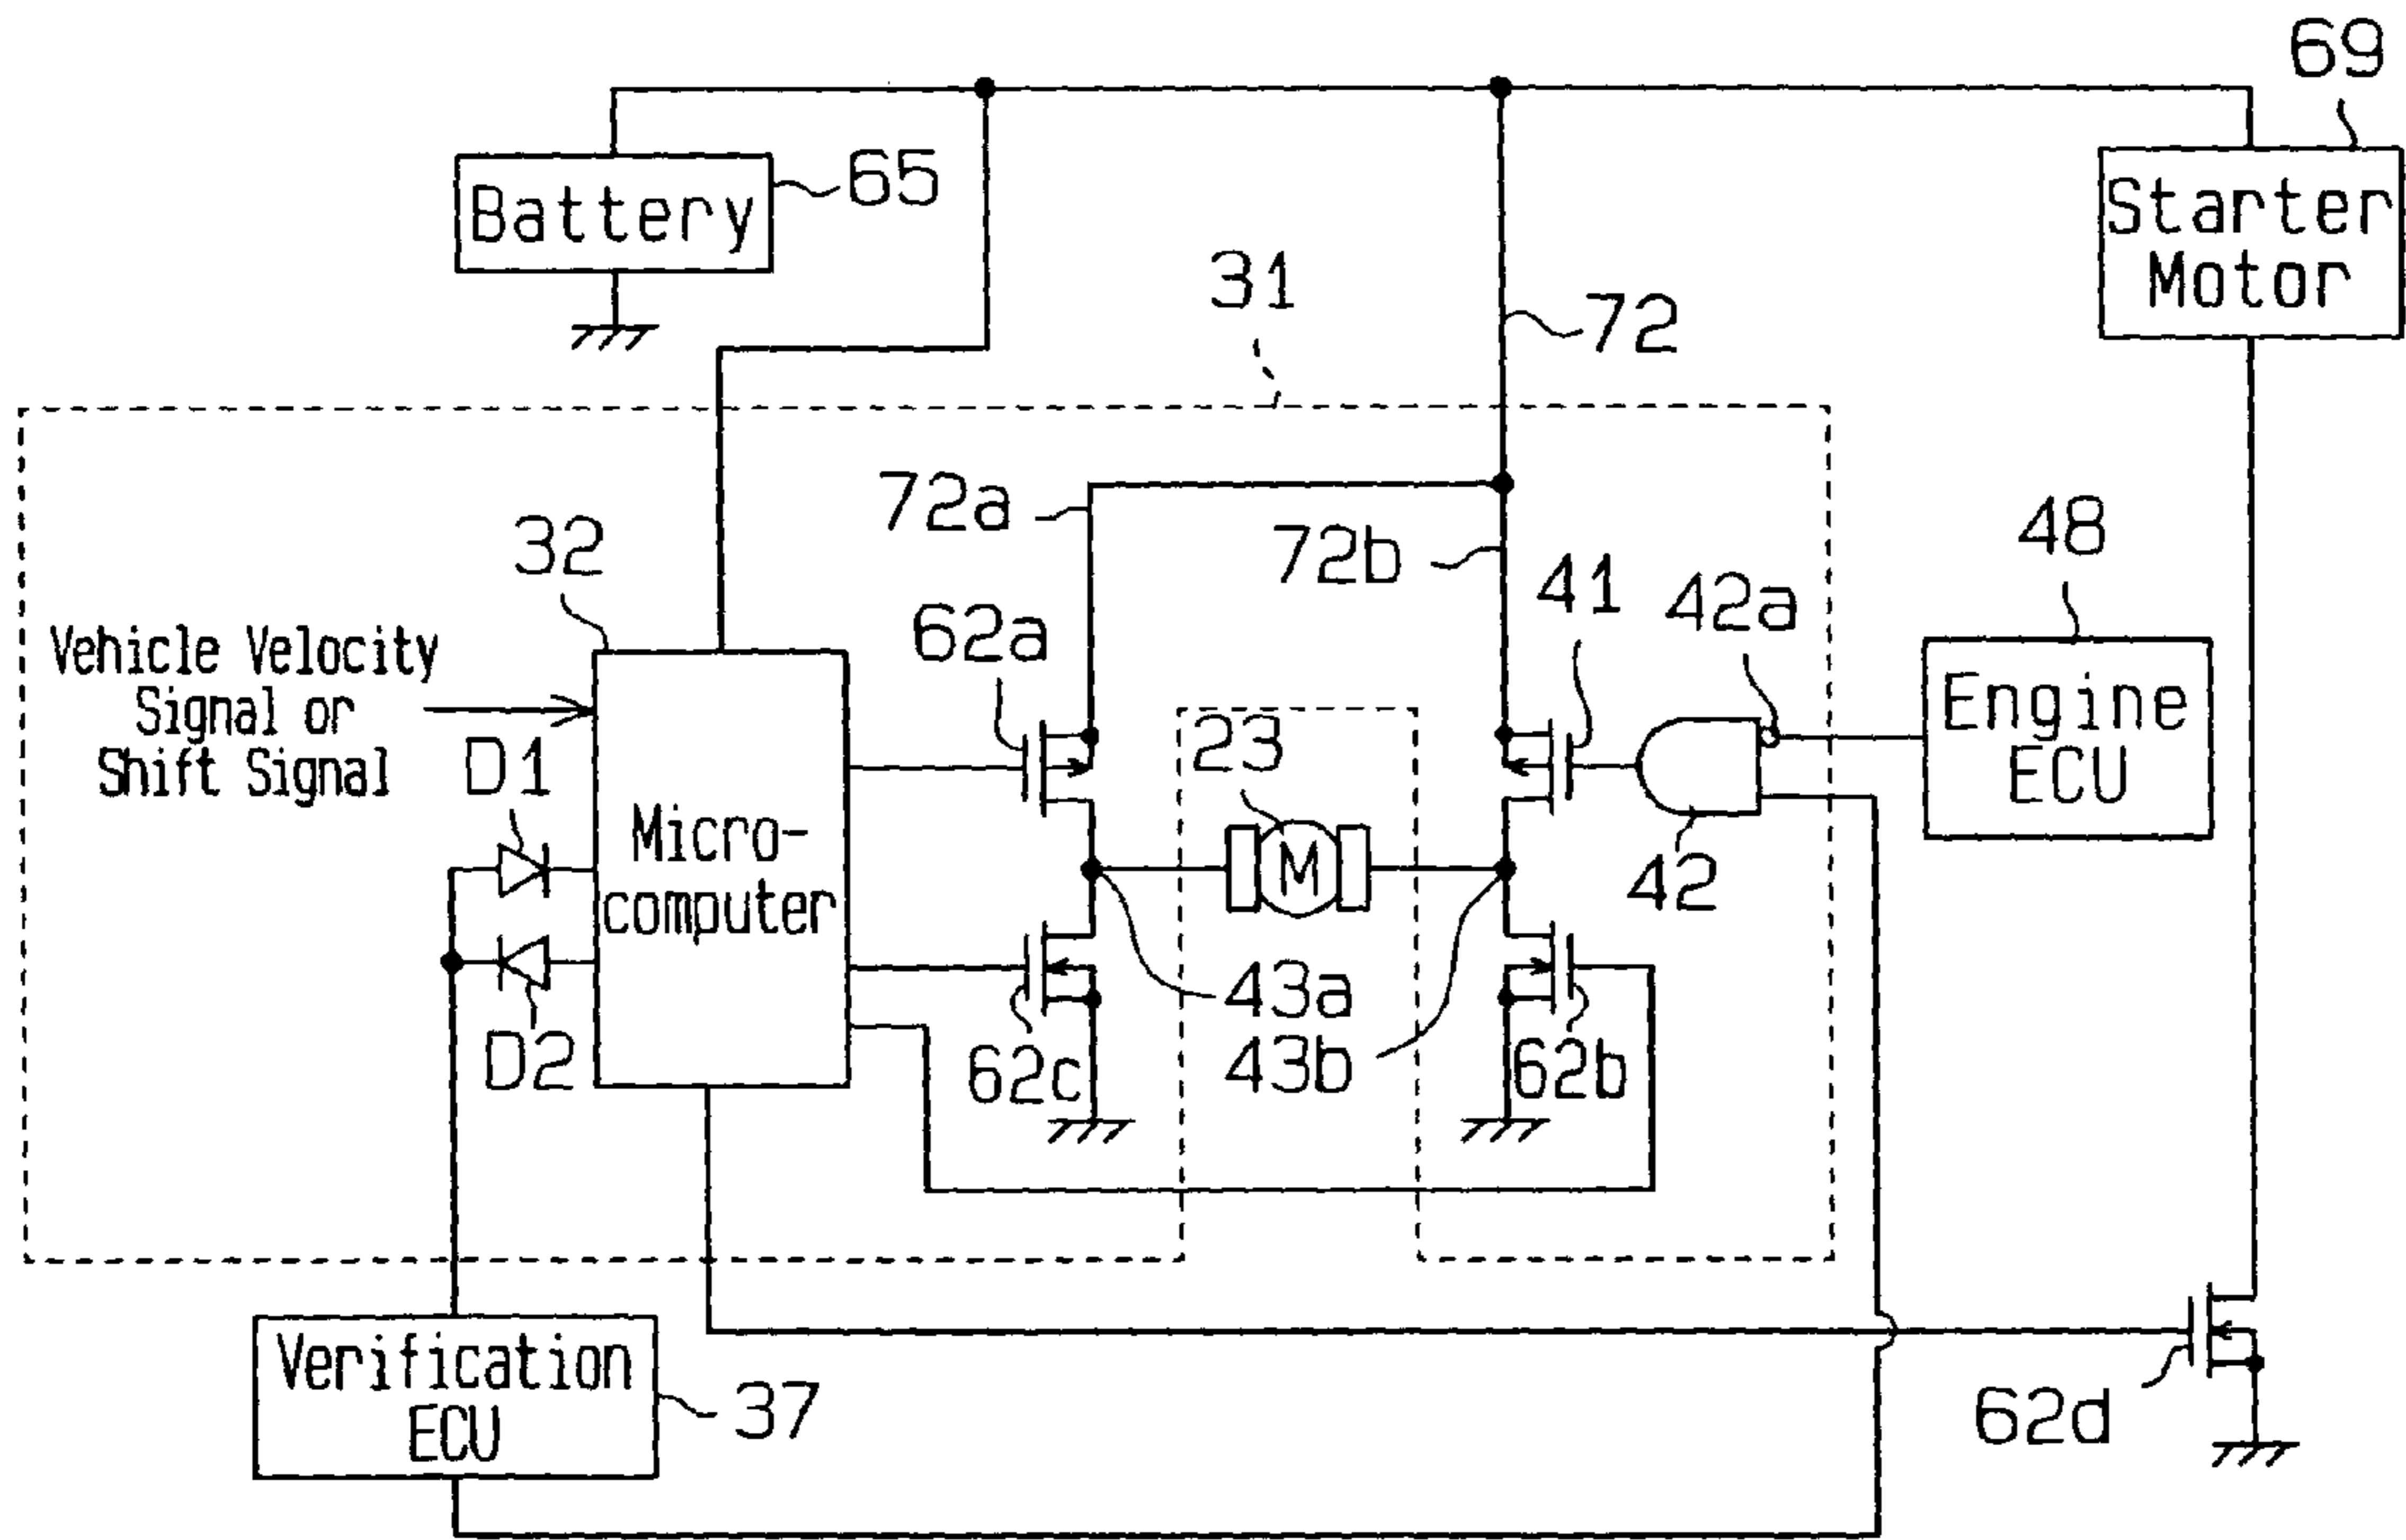 69
Battery
65
Starter
Motor
31
72
72a
72b
32
41
42a
48
62a
Vehicle Velocity
Signal or
Shift Signal
Engine
ECU
D1
23
Micro-
computer
M
42
43a
D2
62c
43b
62b
Verification
ECU
37
62d